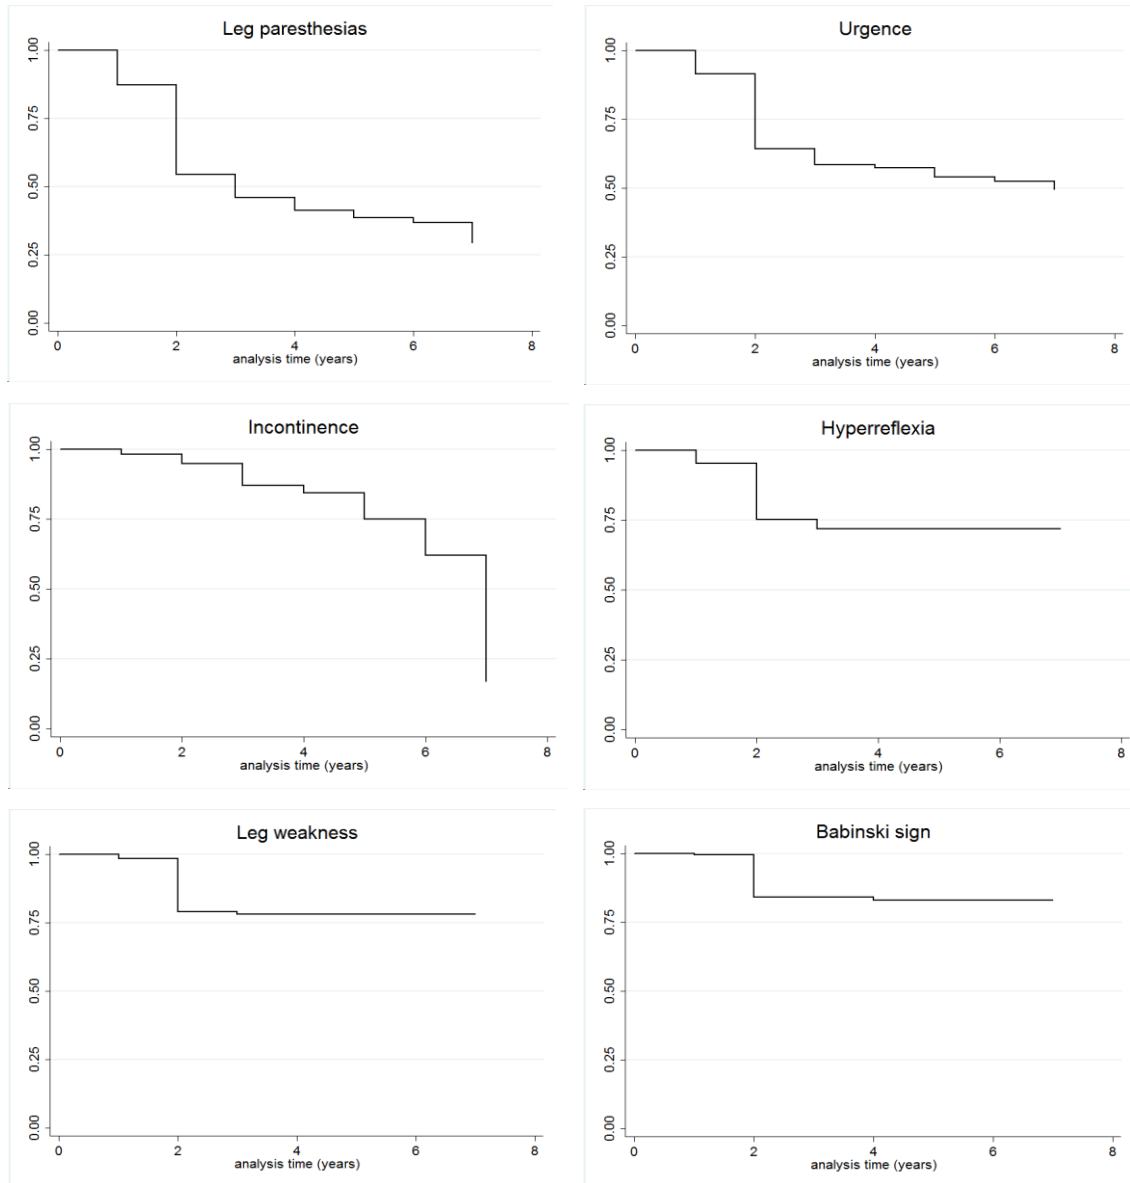 Leg paresthesias
1.00
0.75
0.50
0.25
0.00
0 2 4 6 8
analysis time (years)
Urgence
1.00
0.75
0.50
0.25
0.00
0 2 4 6 8
analysis time (years)
Incontinence
1.00
0.75
0.50
0.25
0.00
0 2 4 6 8
analysis time (years)
Hyperreflexia
1.00
0.75
0.50
0.25
0.00
0 2 4 6 8
analysis time (years)
Leg weakness
1.00
0.75
0.50
0.25
0.00
0 2 4 6 8
analysis time (years)
Babinski sign
1.00
0.75
0.50
0.25
0.00
0 2 4 6 8
analysis time (years)